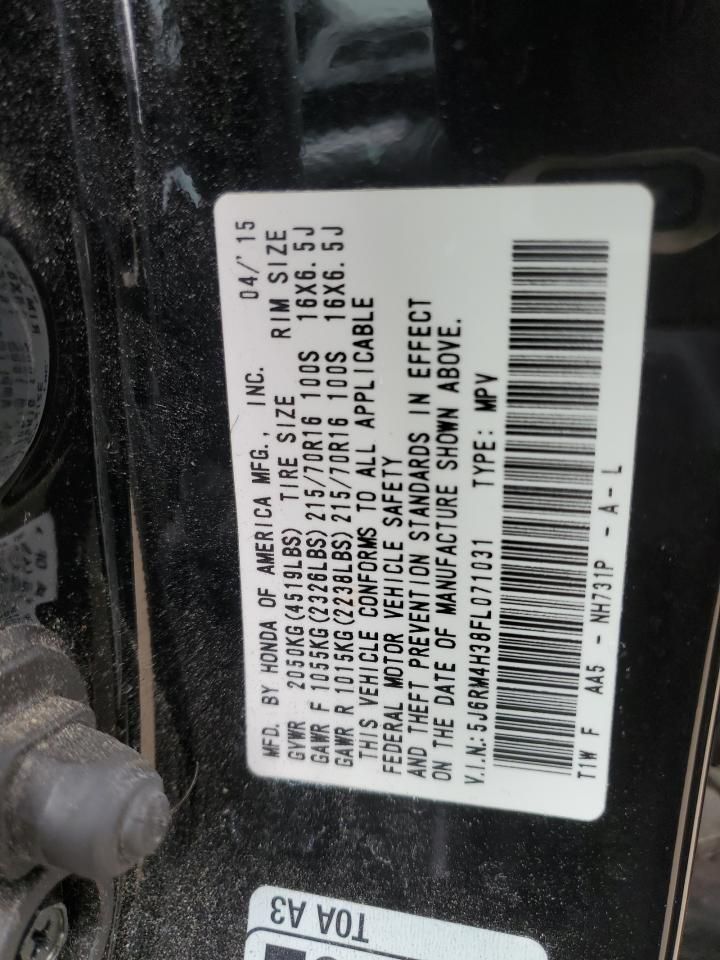 MFD. BY HONDA OF AMERICA MFG., INC. 04/'15
GVWR 2050KG(4519LBS) TIRE SIZE RIM SIZE
GAWR F 1055KG(2326LBS) 215/70R16 100S 16X6.5J
GAWR R 1015KG(2238LBS) 215/70R16 100S 16X6.5J
THIS VEHICLE CONFORMS TO ALL APPLICABLE
FEDERAL MOTOR VEHICLE SAFETY
AND THEFT PREVENTION STANDARDS IN EFFECT
ON THE DATE OF MANUFACTURE SHOWN ABOVE.
V.I.N.: 5J6RM4H38FL071031 TYPE: MPV
T1W F AA5 - NH731P - A - L
T0A A3